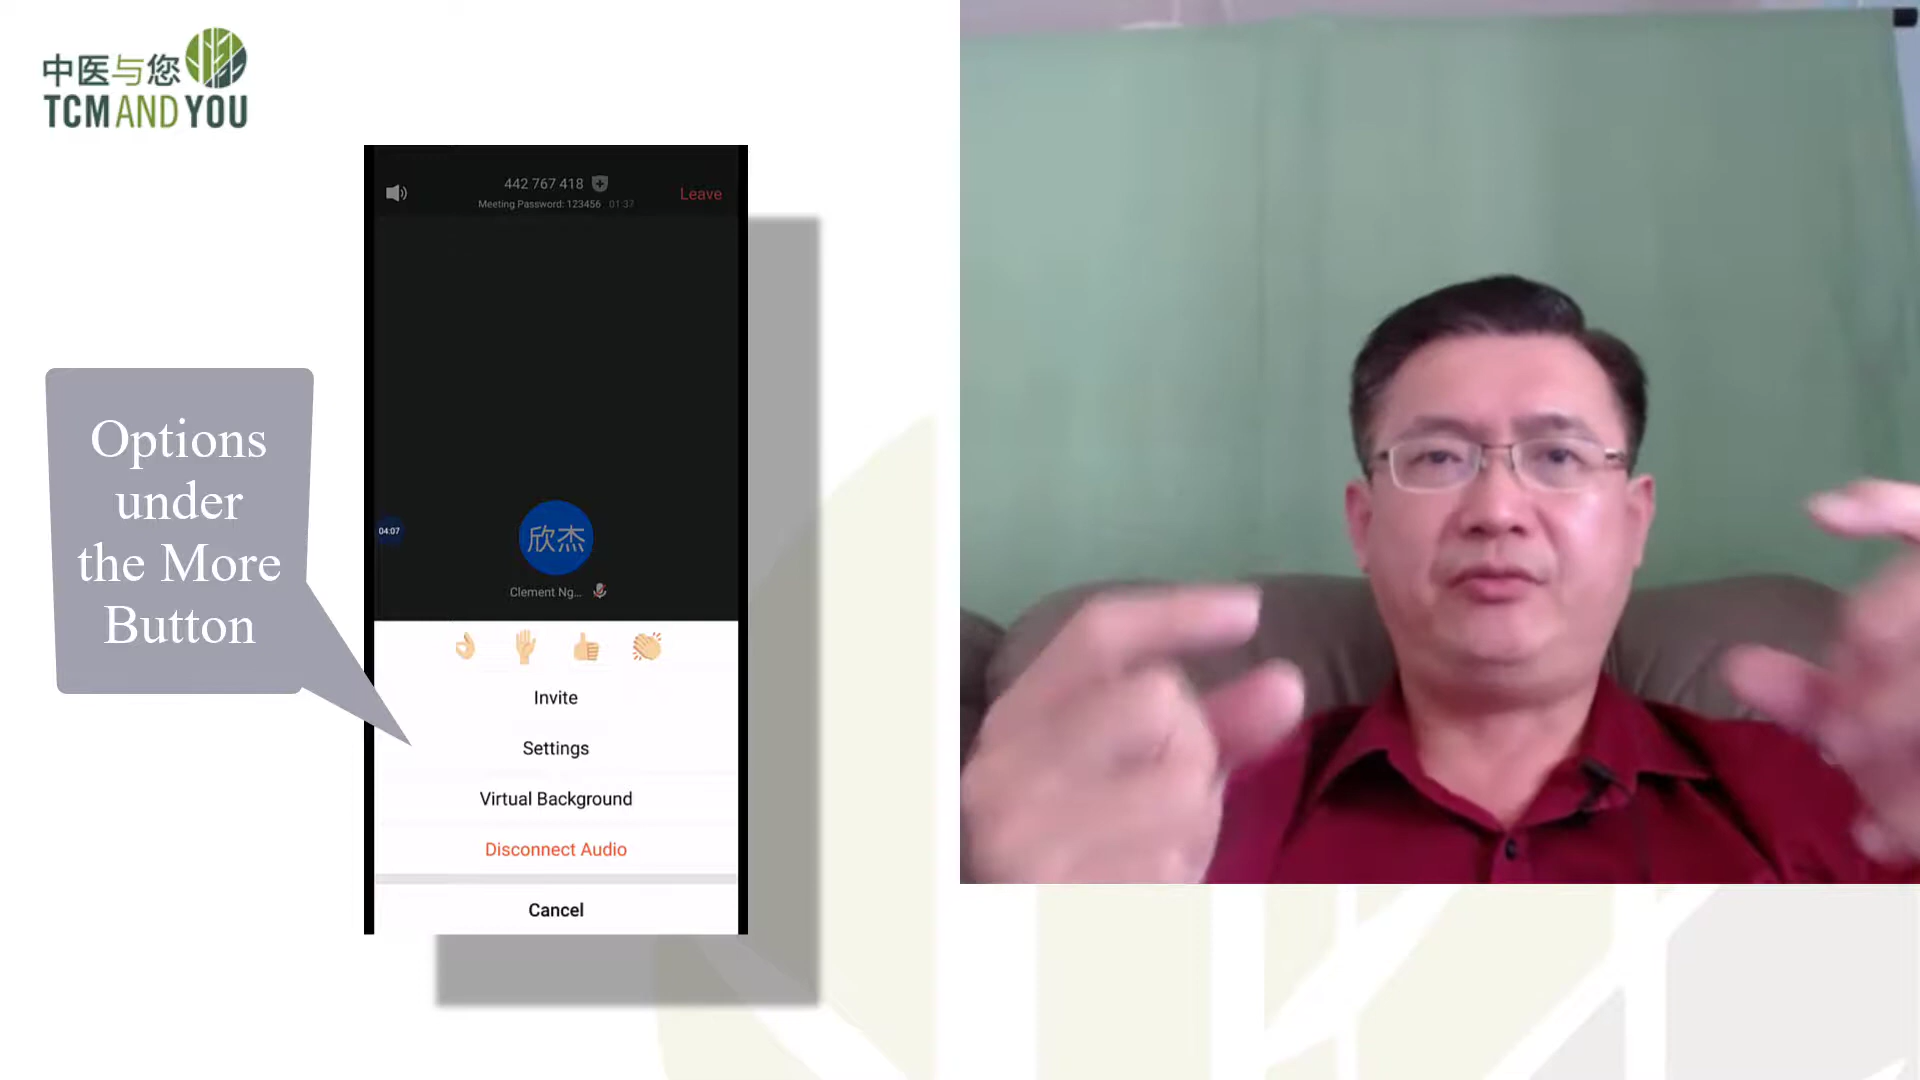 中医与您
TCM AND YOU
442 767 418
Leave
Meeting Password: 123456 01:37
Options
under
the More
Button
04:07
欣杰
Clement Ng...
Invite
Settings
Virtual Background
Disconnect Audio
Cancel